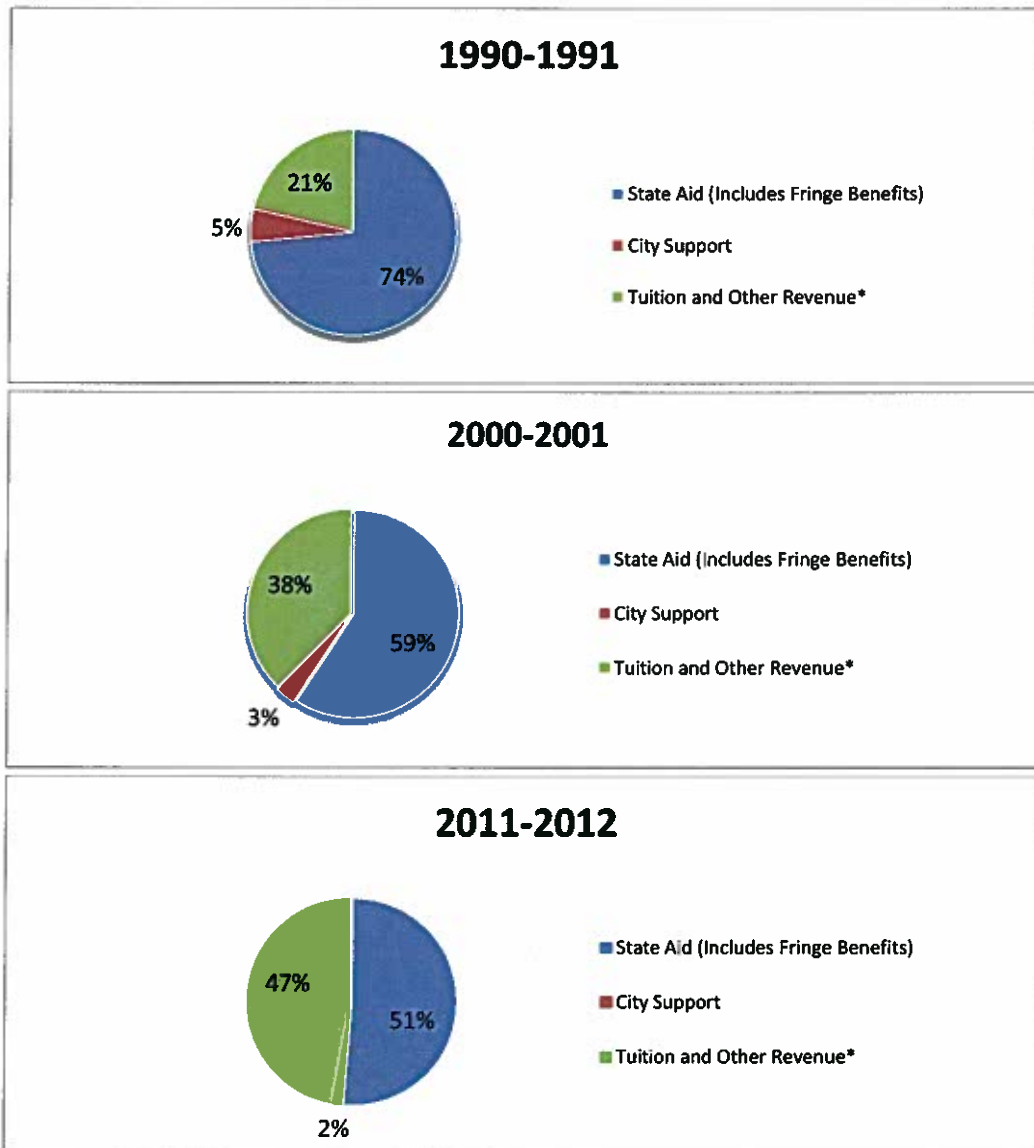 1990-1991
21%
5%
74%
State Aid (Includes Fringe Benefits)
City Support
Tuition and Other Revenue*
2000-2001
38%
59%
3%
State Aid (Includes Fringe Benefits)
City Support
Tuition and Other Revenue*
2011-2012
47%
51%
2%
State Aid (Includes Fringe Benefits)
City Support
Tuition and Other Revenue*